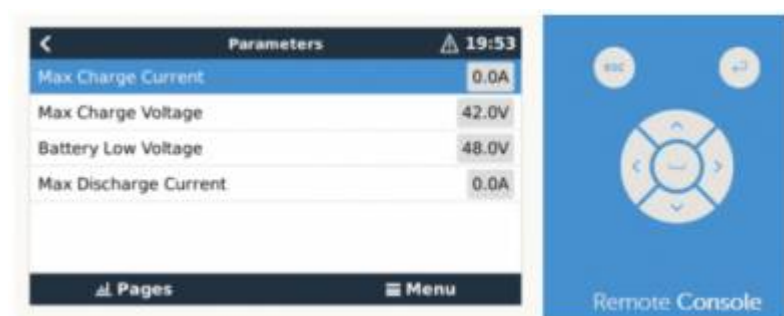 Parameters 19:53
Max Charge Current 0.0A
Max Charge Voltage 42.0V
Battery Low Voltage 48.0V
Max Discharge Current 0.0A
Pages Menu
esc
Remote Console